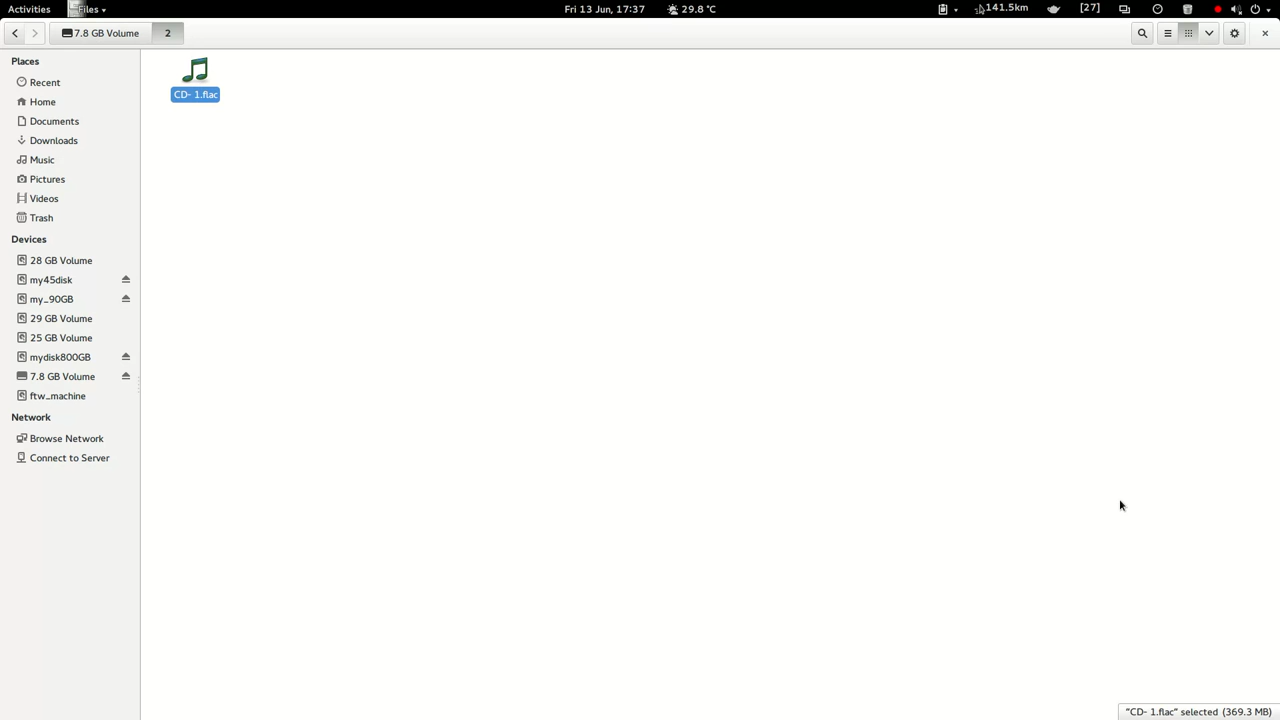 Activities Files Fri 13 Jun, 17:37 29.8 °C 141.5km [27]
7.8 GB Volume 2
Places
Recent
Home
Documents
Downloads
Music
Pictures
Videos
Trash
Devices
28 GB Volume
my45disk
my_90GB
29 GB Volume
25 GB Volume
mydisk800GB
7.8 GB Volume
ftw_machine
Network
Browse Network
Connect to Server
CD- 1.flac
“CD- 1.flac” selected (369.3 MB)